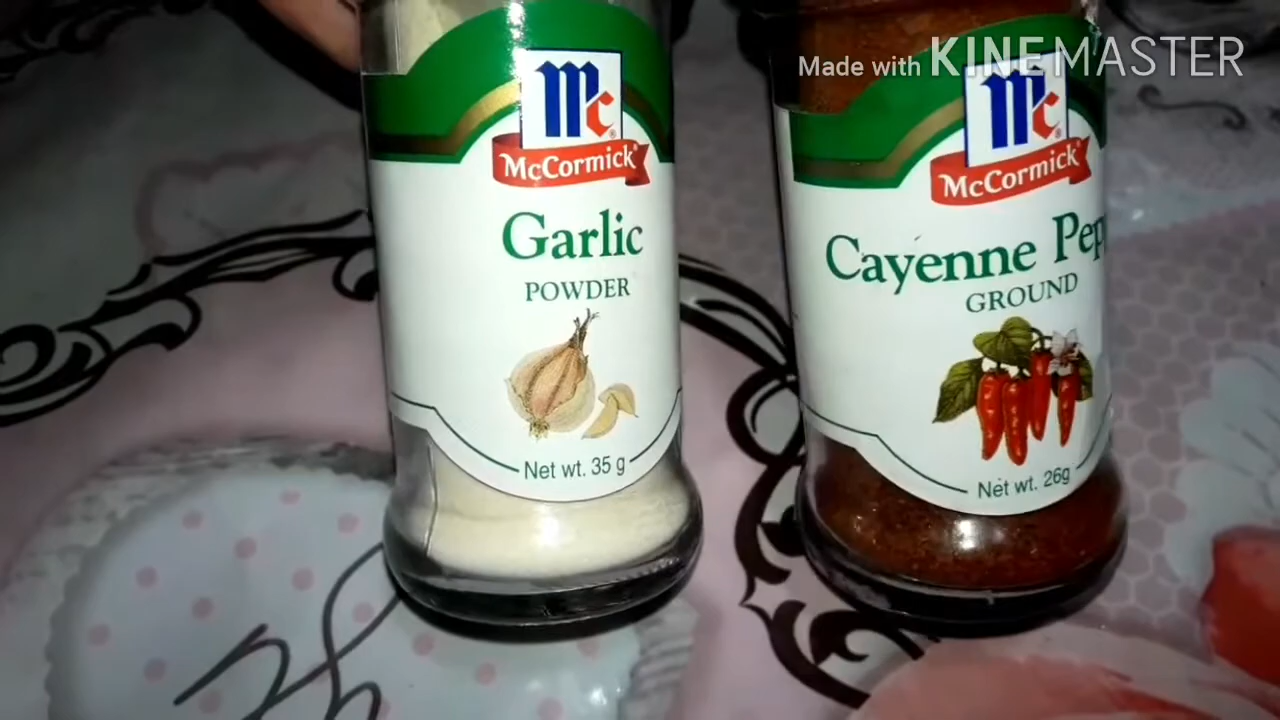 Made with KINEMASTER
Mc
McCormick
Garlic
POWDER
Net wt. 35 g
Mc
McCormick
Cayenne Pep
GROUND
Net wt. 26g